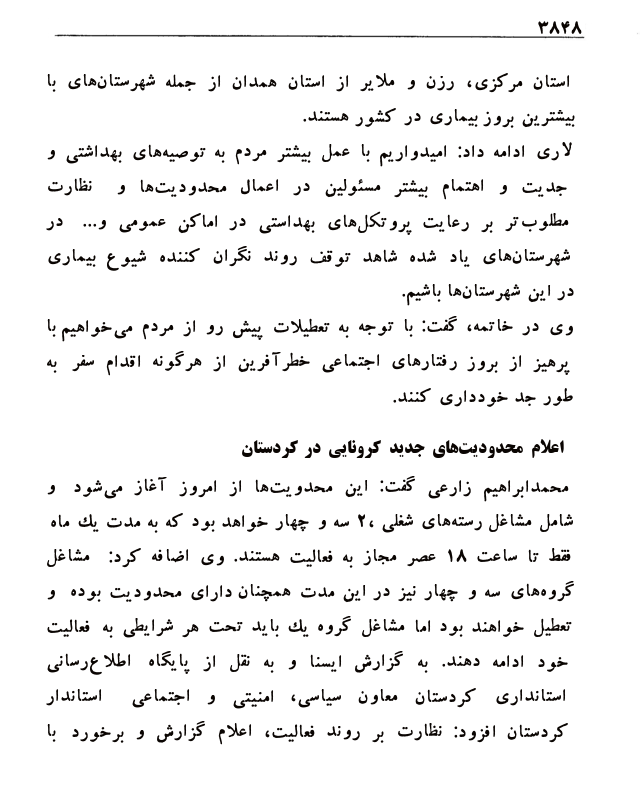 ۳۸۴۸
استان مرکزی، رزن و ملایر از استان همدان از جمله شهرستان‌های با
بیشترین بروز بیماری در کشور هستند.
لاری ادامه داد: امیدواریم با عمل بیشتر مردم به توصیه‌های بهداشتی و
جدیت و اهتمام بیشتر مسئولین در اعمال محدودیت‌ها و نظارت
مطلوب‌تر بر رعایت پروتکل‌های بهداستی در اماکن عمومی و... در
شهرستان‌های یاد شده شاهد توقف روند نگران کننده شیوع بیماری
در این شهرستان‌ها باشیم.
وی در خاتمه، گفت: با توجه به تعطیلات پیش رو از مردم می‌خواهیم با
پرهیز از بروز رفتارهای اجتماعی خطرآفرین از هرگونه اقدام سفر به
طور جد خودداری کنند.
اعلام محدودیت‌های جدید کرونایی در کردستان
محمدابراهیم زارعی گفت: این محدویت‌ها از امروز آغاز می‌شود و
شامل مشاغل رسته‌های شغلی ۲، سه و چهار خواهد بود که به مدت یك ماه
فقط تا ساعت ۱۸ عصر مجاز به فعالیت هستند. وی اضافه کرد: مشاغل
گروه‌های سه و چهار نیز در این مدت همچنان دارای محدودیت بوده و
تعطیل خواهند بود اما مشاغل گروه یك باید تحت هر شرایطی به فعالیت
خود ادامه دهند. به گزارش ایسنا و به نقل از پایگاه اطلاع‌رسانی
استانداری کردستان معاون سیاسی، امنیتی و اجتماعی استاندار
کردستان افزود: نظارت بر روند فعالیت، اعلام گزارش و برخورد با